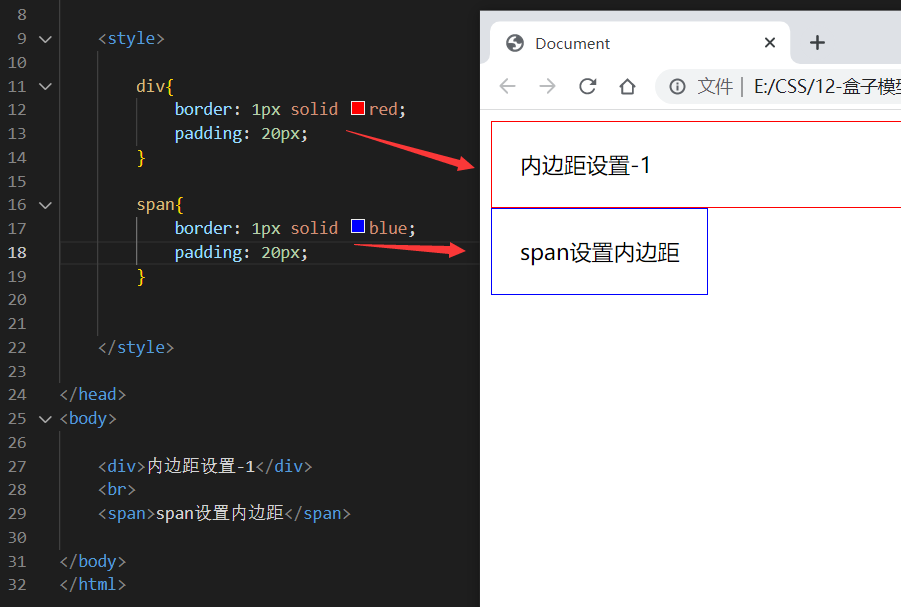 8
9 <style>
10
11 div{
12 border: 1px solid red;
13 padding: 20px;
14 }
15
16 span{
17 border: 1px solid blue;
18 padding: 20px;
19 }
20
21
22 </style>
23
24 </head>
25 <body>
26
27 <div>内边距设置-1</div>
28 <br>
29 <span>span设置内边距</span>
30
31 </body>
32 </html>
Document
文件 | E:/CSS/12-盒子模型
内边距设置-1
span设置内边距